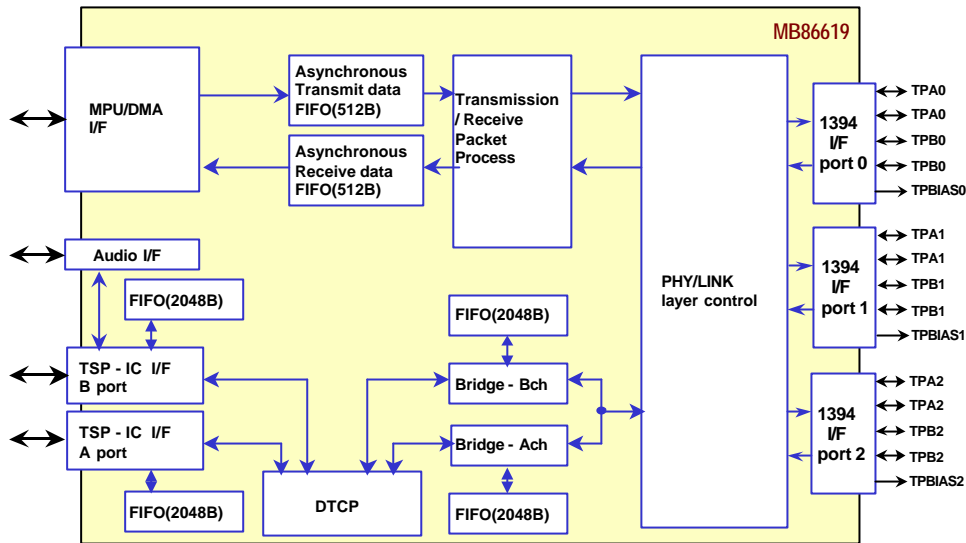 MB86619
MPU/DMA
I/F
Asynchronous
Transmit data
FIFO(512B)
Asynchronous
Receive data
FIFO(512B)
Transmission
/ Receive
Packet
Process
PHY/LINK
layer control
1394
I/F
port 0
TPA0
TPA0
TPB0
TPB0
TPBIAS0
Audio I/F
FIFO(2048B)
TSP - IC I/F
B port
TSP - IC I/F
A port
FIFO(2048B)
DTCP
FIFO(2048B)
Bridge - Bch
Bridge - Ach
FIFO(2048B)
1394
I/F
port 1
TPA1
TPA1
TPB1
TPB1
TPBIAS1
1394
I/F
port 2
TPA2
TPA2
TPB2
TPB2
TPBIAS2